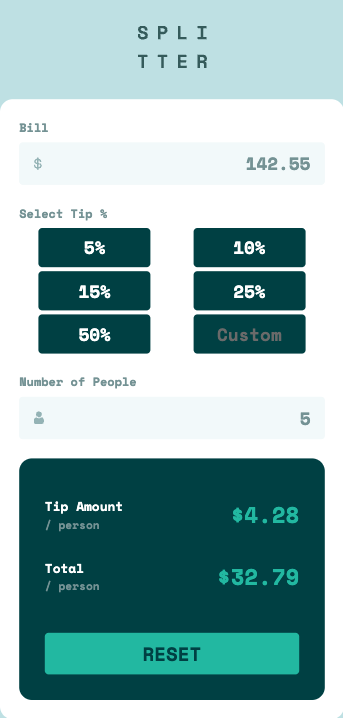 SPLI
TTER
Bill
$ 142.55
Select Tip %
5% 10%
15% 25%
50% Custom
Number of People
5
Tip Amount
/ person
$4.28
Total
/ person
$32.79
RESET